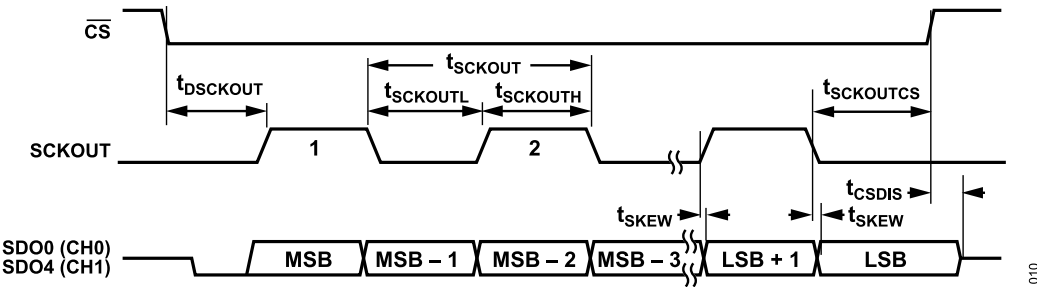 CS
tSCKOUT
tDSCKOUT
tSCKOUTL
tSCKOUTH
tSCKOUTCS
SCKOUT
1
2
tCSDIS
tSKEW
tSKEW
SDO0 (CH0)
SDO4 (CH1)
MSB
MSB – 1
MSB – 2
MSB – 3
LSB + 1
LSB
010